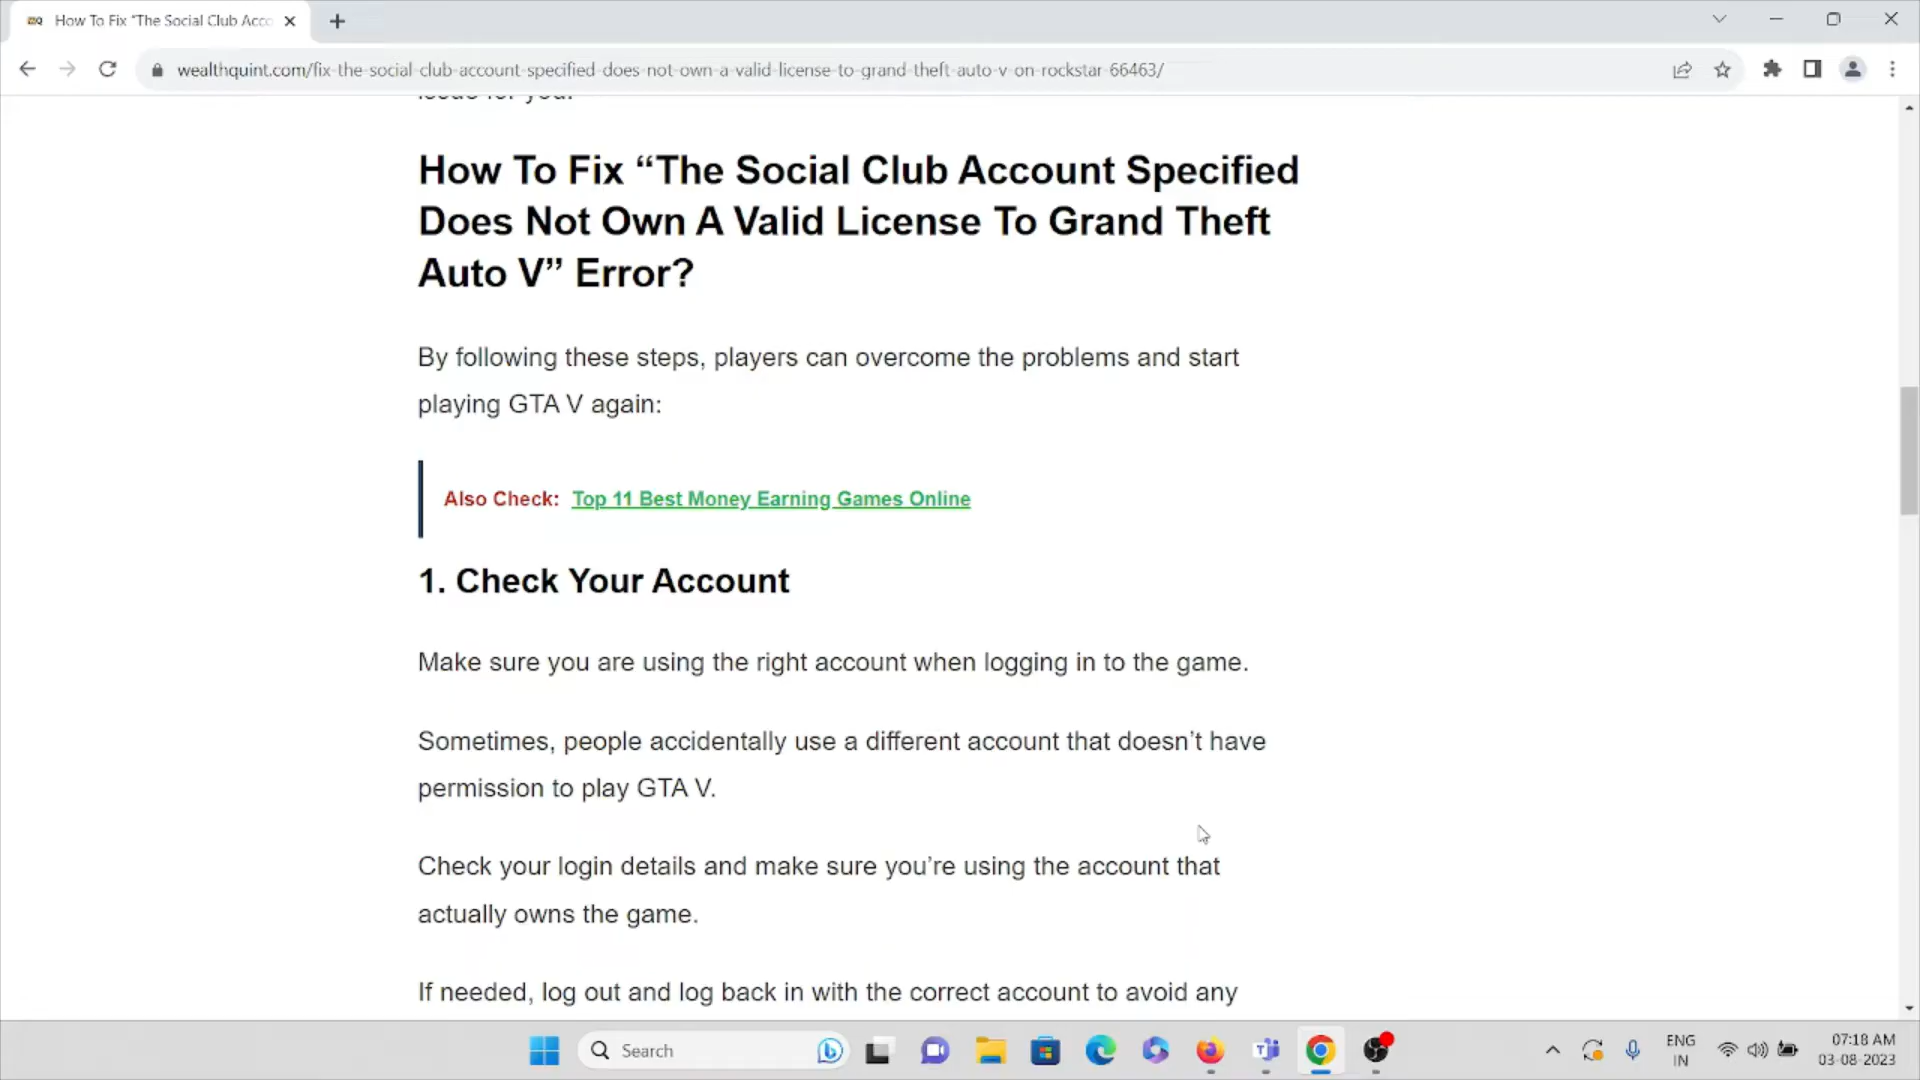 How To Fix “The Social Club Acco
wealthquint.com/fix-the-social-club-account-specified-does-not-own-a-valid-license-to-grand-theft-auto-v-on-rockstar-66463/
issue for you.
How To Fix “The Social Club Account Specified
Does Not Own A Valid License To Grand Theft
Auto V” Error?
By following these steps, players can overcome the problems and start
playing GTA V again:
Also Check: Top 11 Best Money Earning Games Online
1. Check Your Account
Make sure you are using the right account when logging in to the game.
Sometimes, people accidentally use a different account that doesn’t have
permission to play GTA V.
Check your login details and make sure you’re using the account that
actually owns the game.
If needed, log out and log back in with the correct account to avoid any
Search
ENG
IN
07:18 AM
03-08-2023